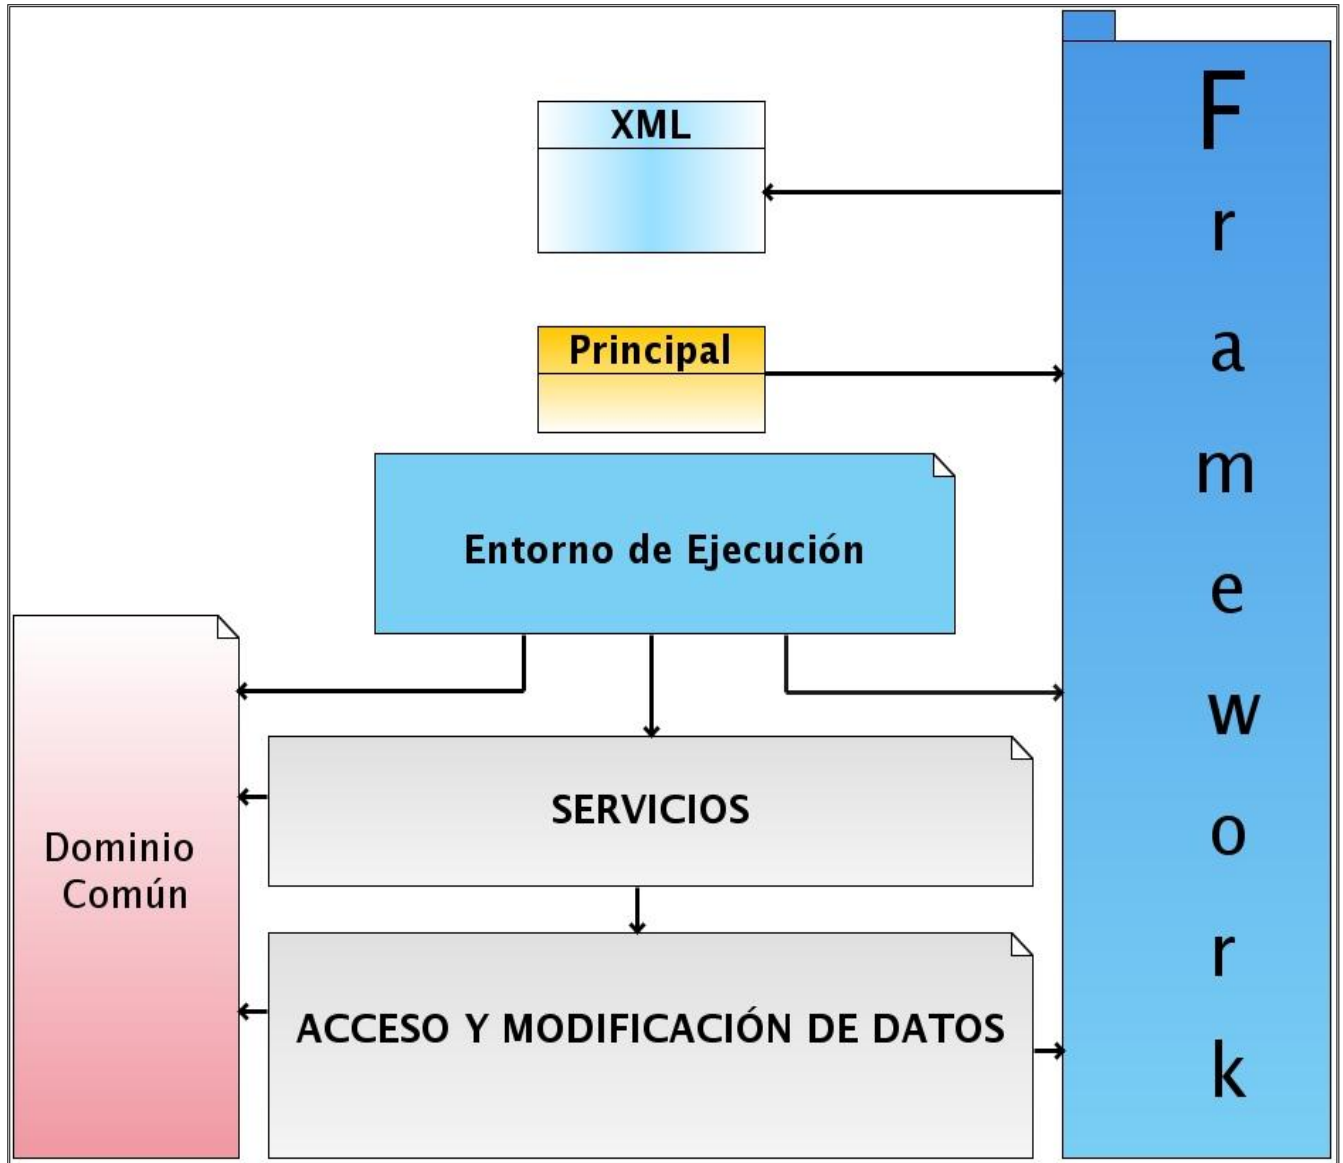 XML
Principal
Entorno de Ejecución
SERVICIOS
Dominio
Común
ACCESO Y MODIFICACIÓN DE DATOS
F
r
a
m
e
w
o
r
k